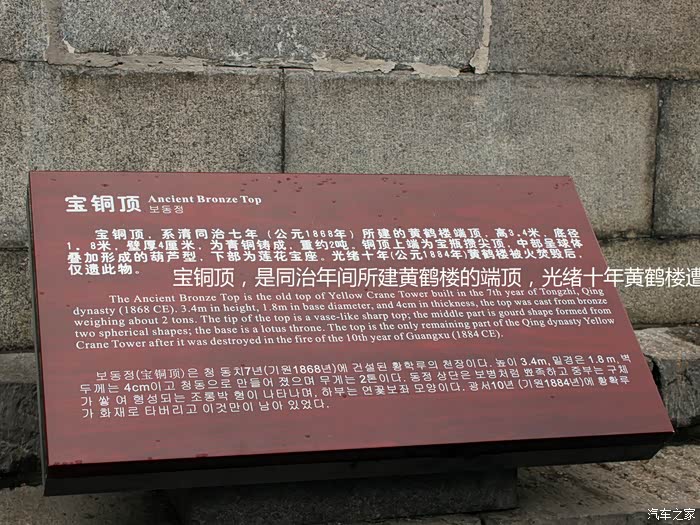 宝铜顶 Ancient Bronze Top
보동정
宝铜顶，系清同治七年（公元1868年）所建的黄鹤楼端顶，高3.4米，底径
1.8米，壁厚4厘米，为青铜铸成，重约2吨。铜顶上端为宝瓶攒尖顶，中部呈球体
叠加形成的葫芦型，下部为莲花宝座。光绪十年(公元1884年)黄鹤楼被火焚毁后，
仅遗此物。
宝铜顶，是同治年间所建黄鹤楼的端顶，光绪十年黄鹤楼遭
The Ancient Bronze Top is the old top of Yellow Crane Tower built in the 7th year of Tongzhi, Qing
dynasty (1868 CE). 3.4m in height, 1.8m in base diameter, and 4cm in thickness, the top was cast from bronze
weighing about 2 tons. The tip of the top is a vase-like sharp top; the middle part is gourd shape formed from
two spherical shapes; the base is a lotus throne. The top is the only remaining part of the Qing dynasty Yellow
Crane Tower after it was destroyed in the fire of the 10th year of Guangxu (1884 CE).
보동정(宝铜顶)은 청 동치7년(기원1868년)에 건설된 황학루의 천장이다. 높이 3.4m, 밑경은 1.8 m, 벽
두께는 4cm이고 청동으로 만들어 졌으며 무게는 2톤이다. 동정 상단은 보병처럼 뾰족하고 중부는 구체
가 쌓 여 형성되는 조롱박 형이 나타나며, 하부는 연꽃보좌 모양이다. 광서10년 (기원1884년)에 황학루
가 화재로 타버리고 이것만이 남아 있었다.
汽车之家